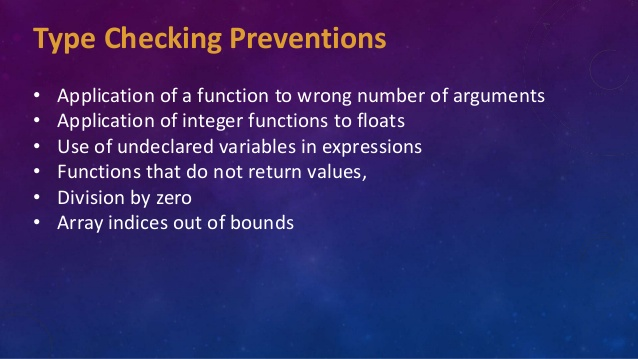 Type Checking Preventions
• Application of a function to wrong number of arguments
• Application of integer functions to floats
• Use of undeclared variables in expressions
• Functions that do not return values,
• Division by zero
• Array indices out of bounds